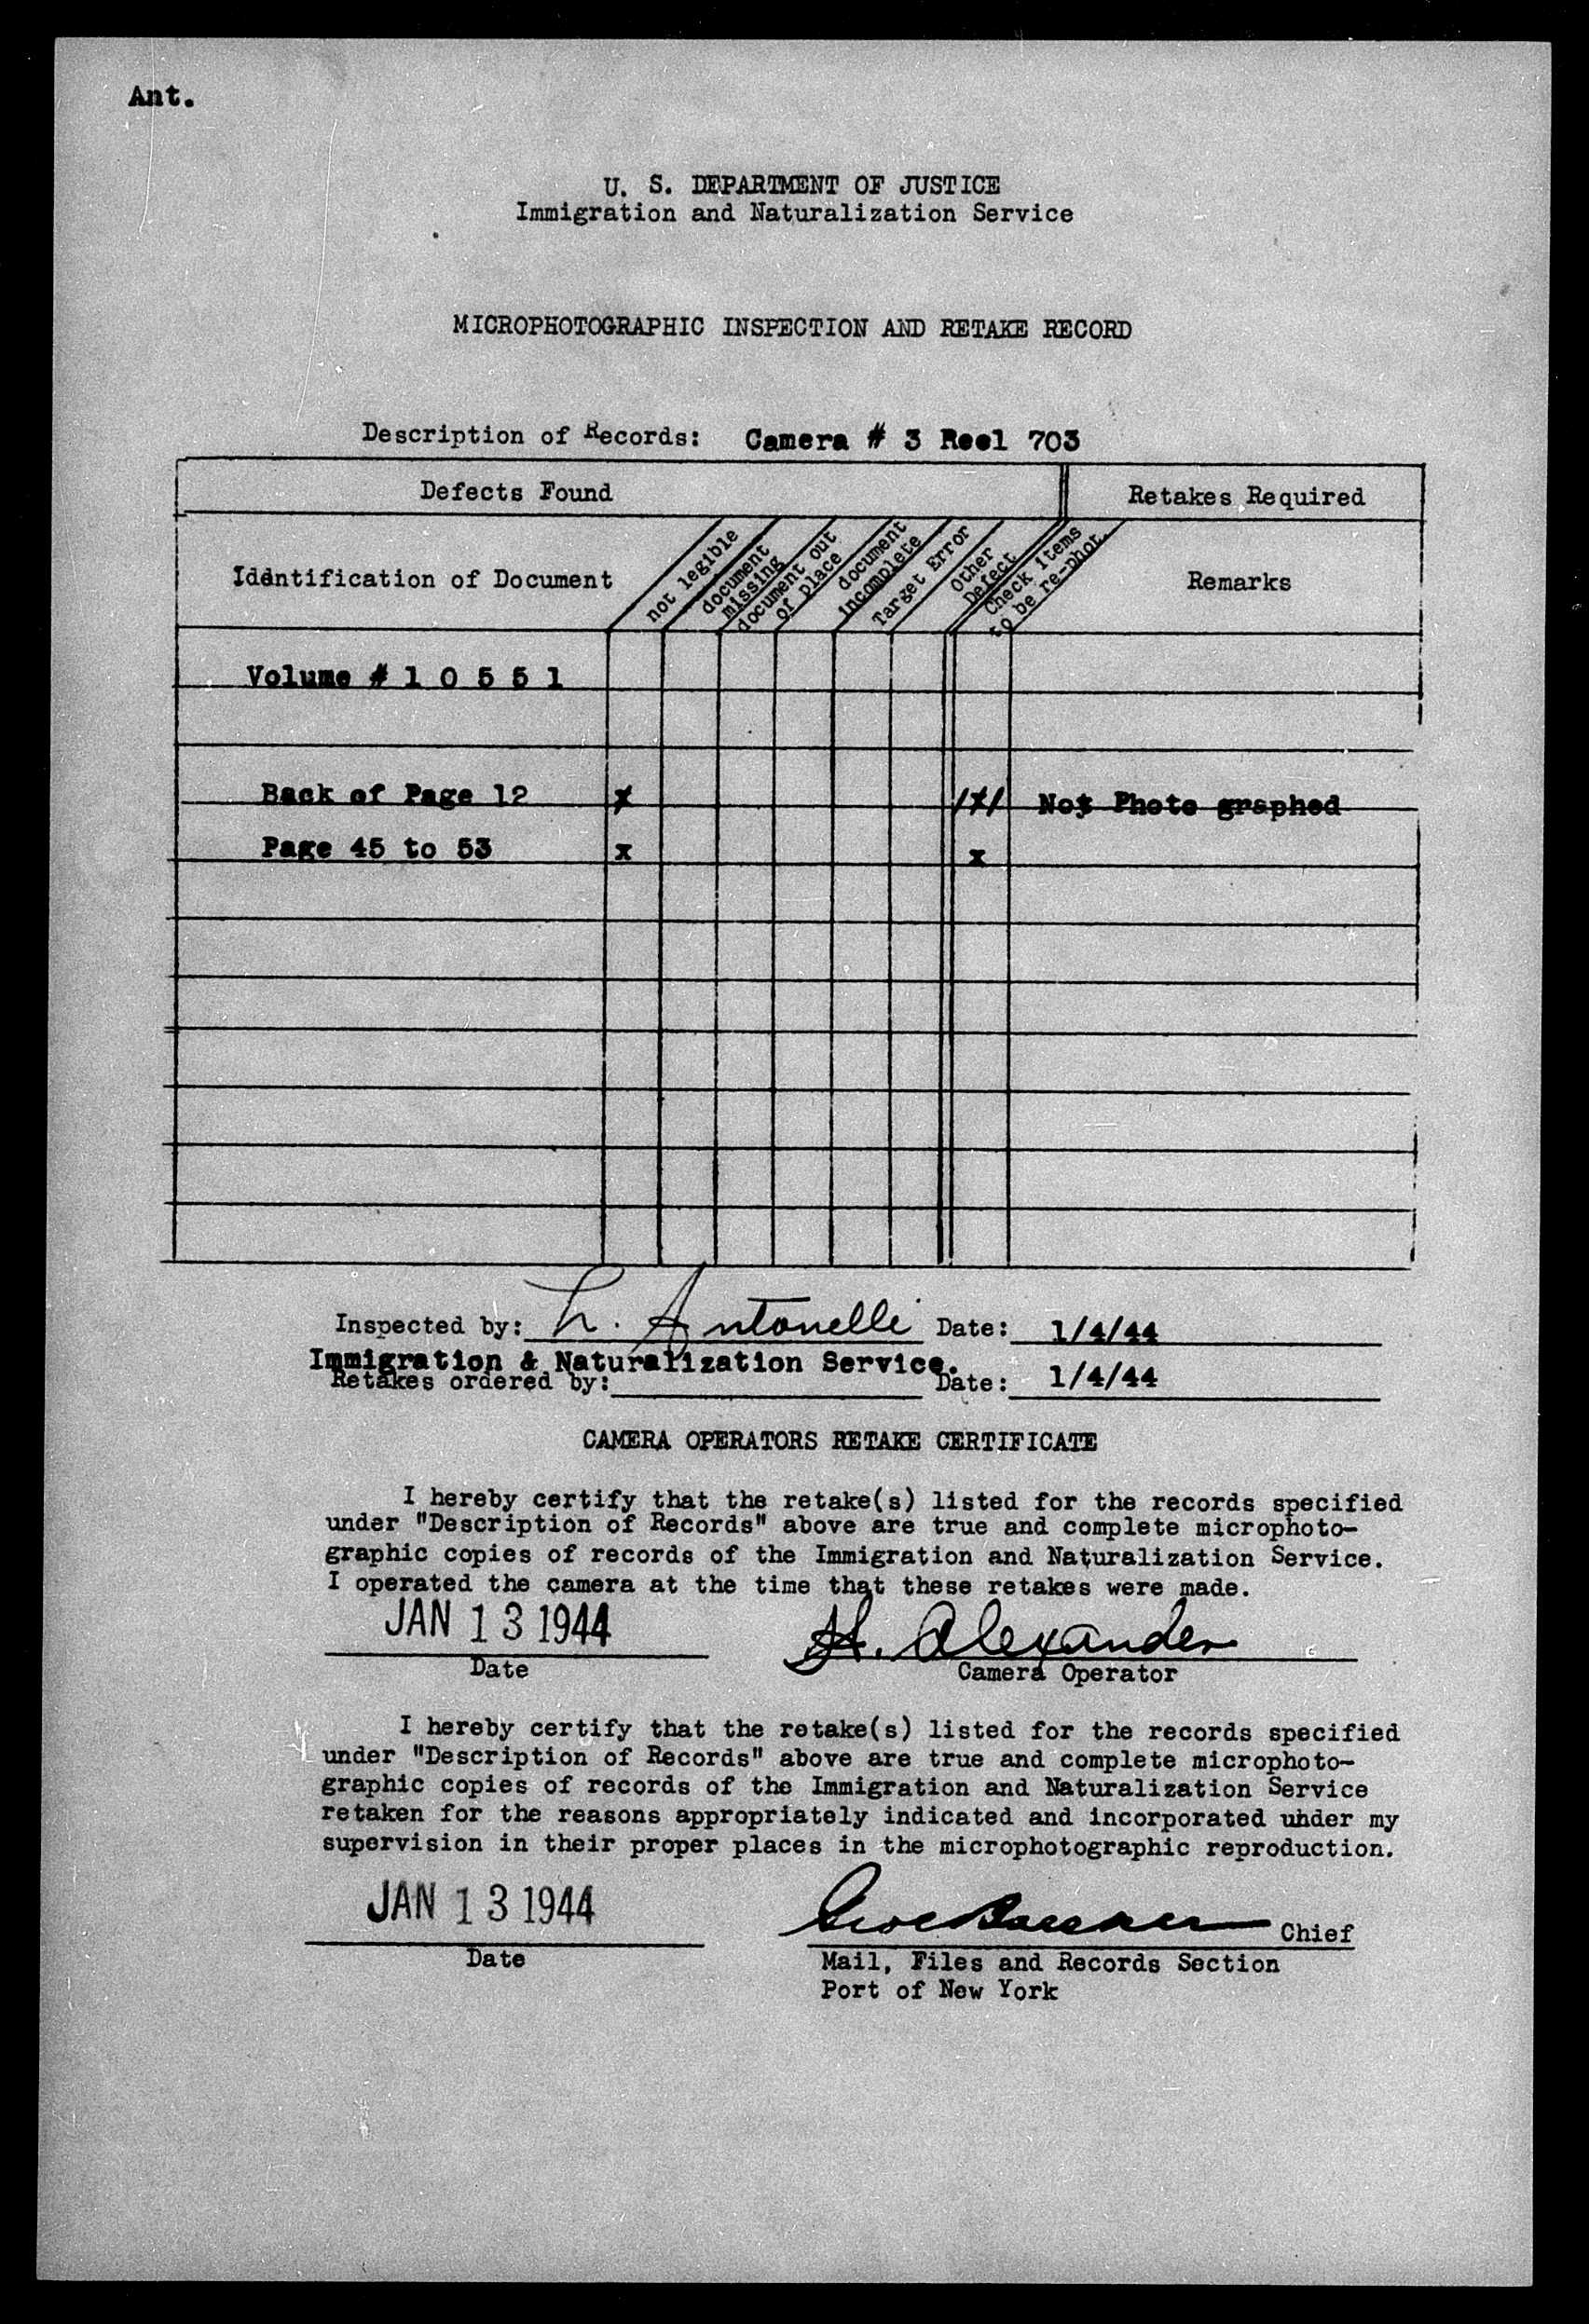 Ant.
U. S. DEPARTMENT OF JUSTICE
Immigration and Naturalization Service
MICROPHOTOGRAPHIC INSPECTION AND RETAKE RECORD
Description of Records: Camera # 3 Reel 703
Defects Found
Retakes Required
Identification of Document
not legible
document
missing
document out
of place
document
incomplete
Target Error
Other
Defect
Check items
to be re-phot.
Remarks
Volume # 1 0 5 5 1
Back of Page 12 x /x/ Not Photo graphed
Page 45 to 53 x x
Inspected by: L. Antonelli Date: 1/4/44
Immigration & Naturalization Service.
Retakes ordered by: Date: 1/4/44
CAMERA OPERATORS RETAKE CERTIFICATE
I hereby certify that the retake(s) listed for the records specified
under "Description of Records" above are true and complete microphoto-
graphic copies of records of the Immigration and Naturalization Service.
I operated the camera at the time that these retakes were made.
JAN 13 1944 H. Alexander
Date Camera Operator
I hereby certify that the retake(s) listed for the records specified
under "Description of Records" above are true and complete microphoto-
graphic copies of records of the Immigration and Naturalization Service
retaken for the reasons appropriately indicated and incorporated under my
supervision in their proper places in the microphotographic reproduction.
JAN 13 1944 Chief
Date Mail, Files and Records Section
Port of New York